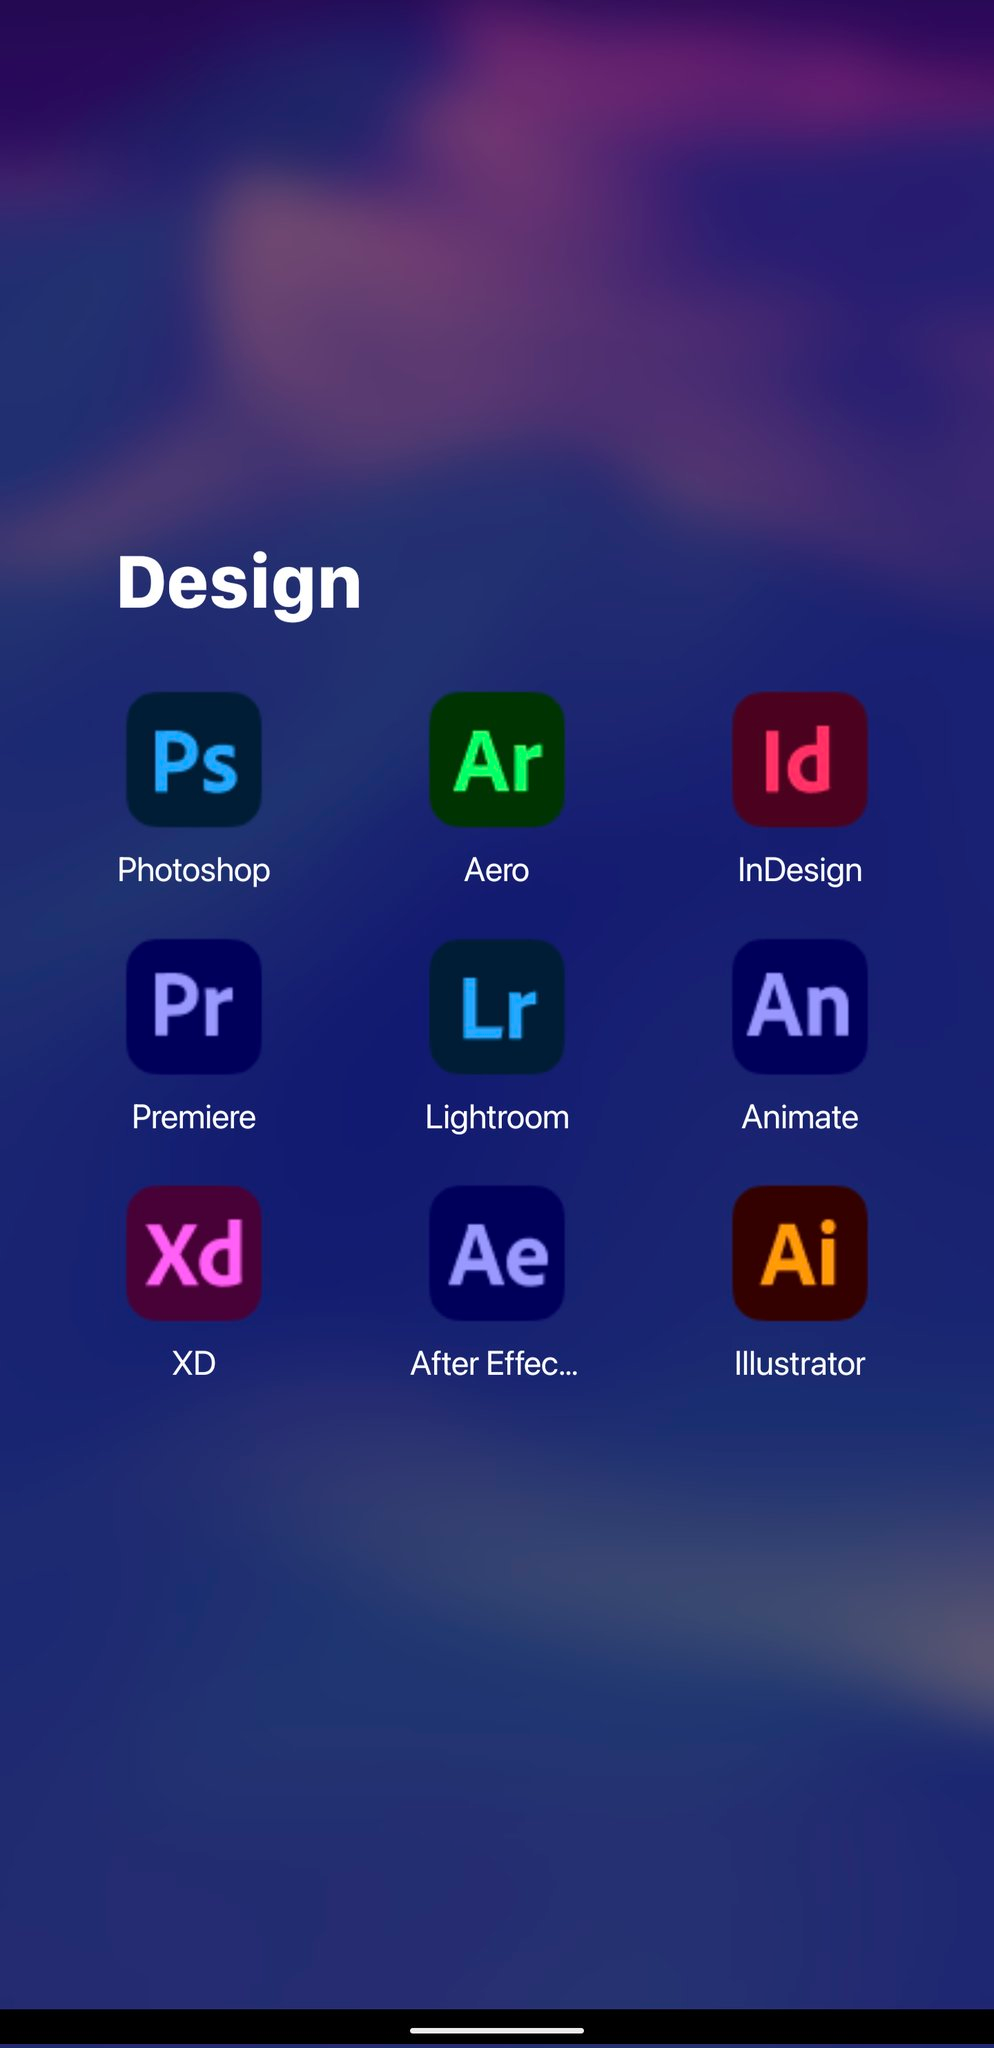 Design
Ps Ar Id
Photoshop Aero InDesign
Pr Lr An
Premiere Lightroom Animate
Xd Ae Ai
XD After Effec... Illustrator